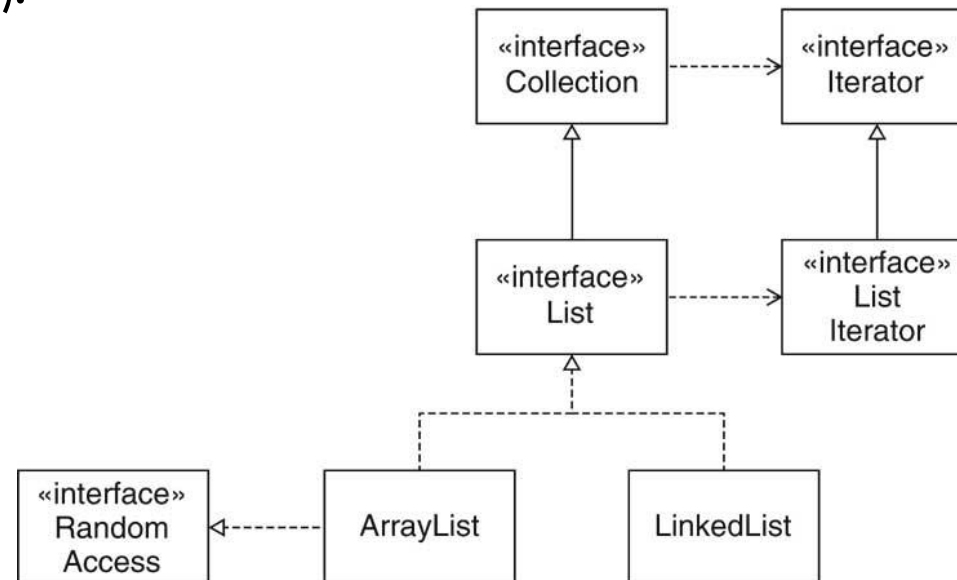 ).
«interface»
Collection
«interface»
Iterator
«interface»
List
«interface»
List
Iterator
«interface»
Random
Access
ArrayList
LinkedList